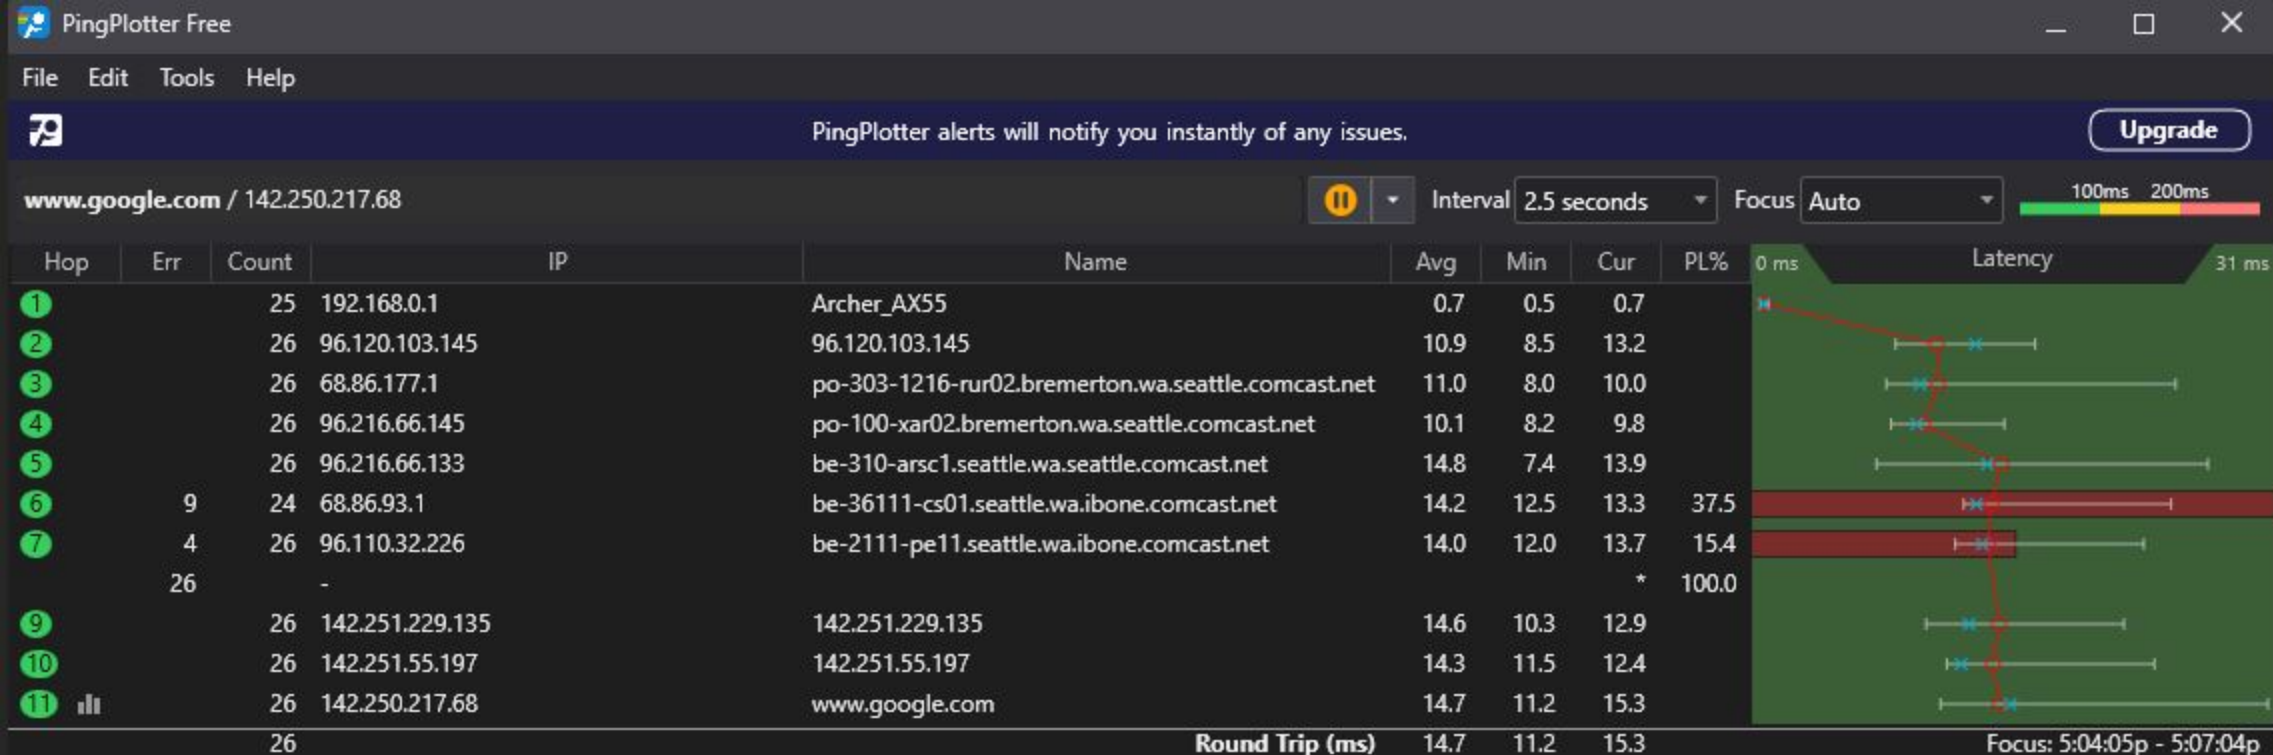 PingPlotter Free
File Edit Tools Help
PingPlotter alerts will notify you instantly of any issues. Upgrade
www.google.com / 142.250.217.68 Interval 2.5 seconds Focus Auto 100ms 200ms
Hop Err Count IP Name Avg Min Cur PL% 0 ms Latency 31 ms
1 25 192.168.0.1 Archer_AX55 0.7 0.5 0.7
2 26 96.120.103.145 96.120.103.145 10.9 8.5 13.2
3 26 68.86.177.1 po-303-1216-rur02.bremerton.wa.seattle.comcast.net 11.0 8.0 10.0
4 26 96.216.66.145 po-100-xar02.bremerton.wa.seattle.comcast.net 10.1 8.2 9.8
5 26 96.216.66.133 be-310-arsc1.seattle.wa.seattle.comcast.net 14.8 7.4 13.9
6 9 24 68.86.93.1 be-36111-cs01.seattle.wa.ibone.comcast.net 14.2 12.5 13.3 37.5
7 4 26 96.110.32.226 be-2111-pe11.seattle.wa.ibone.comcast.net 14.0 12.0 13.7 15.4
26 - * 100.0
9 26 142.251.229.135 142.251.229.135 14.6 10.3 12.9
10 26 142.251.55.197 142.251.55.197 14.3 11.5 12.4
11 26 142.250.217.68 www.google.com 14.7 11.2 15.3
26 Round Trip (ms) 14.7 11.2 15.3 Focus: 5:04:05p - 5:07:04p